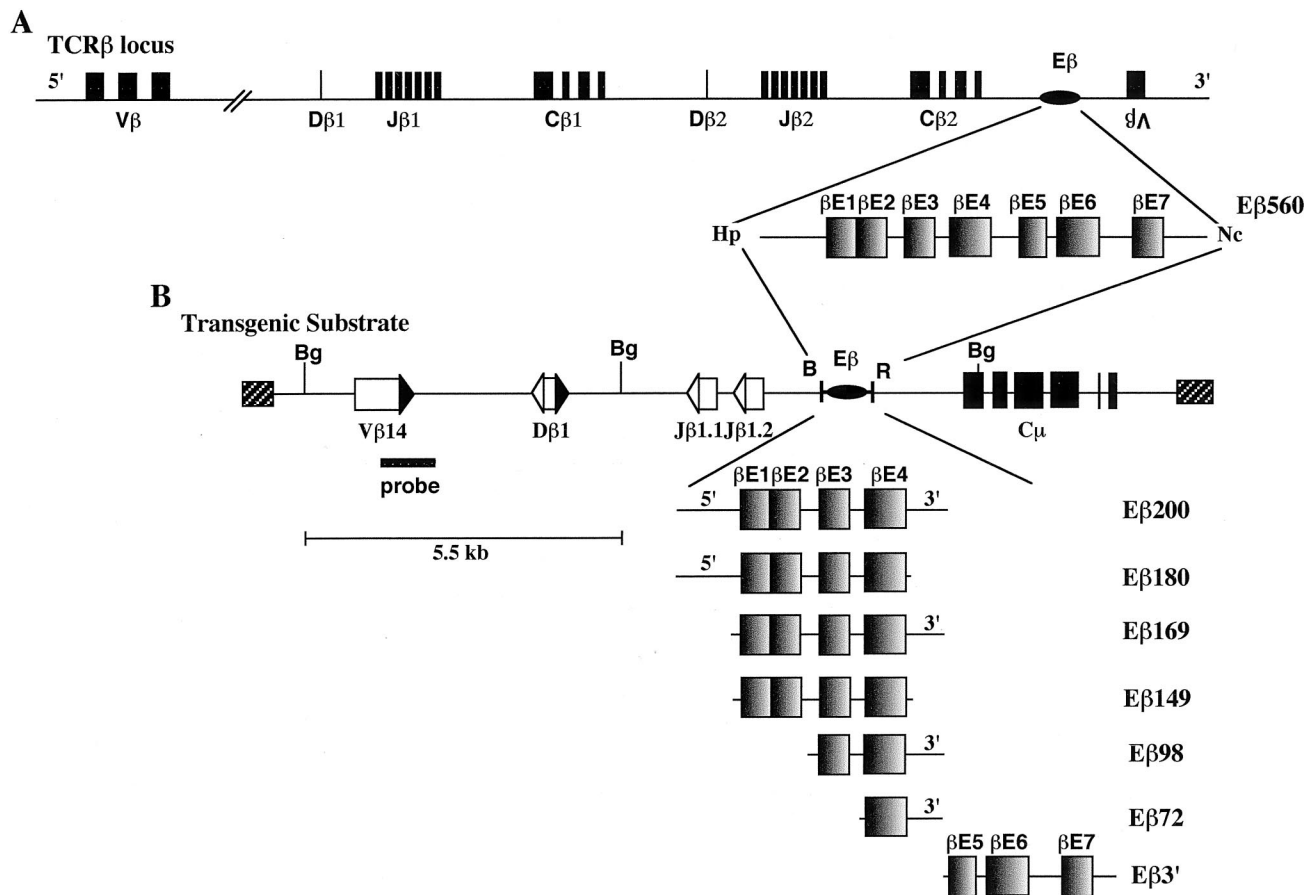 A
TCRβ locus
5'
Eβ
3'
Vβ
Dβ1
Jβ1
Cβ1
Dβ2
Jβ2
Cβ2
Vβ
βE1 βE2 βE3 βE4 βE5 βE6 βE7
Eβ560
Hp
Nc
B
Transgenic Substrate
Bg
Bg
B
Eβ
R
Bg
Vβ14
Dβ1
Jβ1.1 Jβ1.2
Cμ
probe
5.5 kb
βE1 βE2 βE3 βE4
5'
3'
Eβ200
5'
Eβ180
3'
Eβ169
Eβ149
3'
Eβ98
3'
Eβ72
βE5 βE6 βE7
Eβ3'